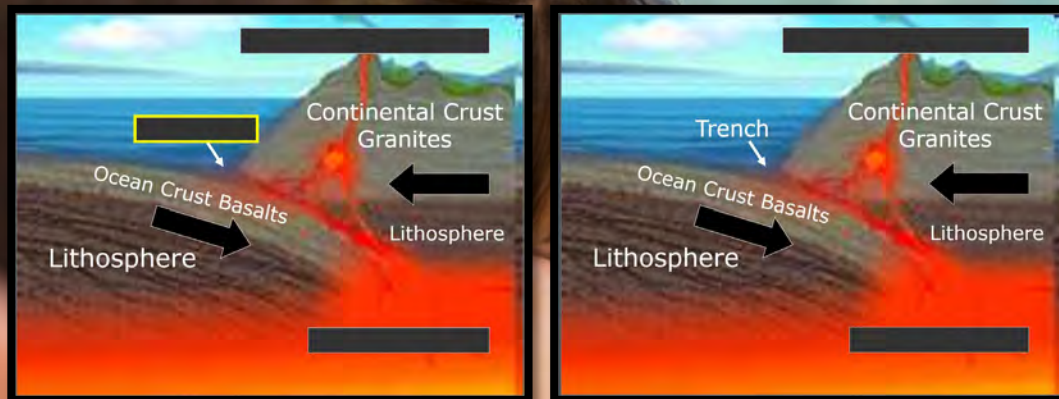 Continental Crust
Granites
Ocean Crust Basalts
Lithosphere
Lithosphere
Trench
Continental Crust
Granites
Ocean Crust Basalts
Lithosphere
Lithosphere